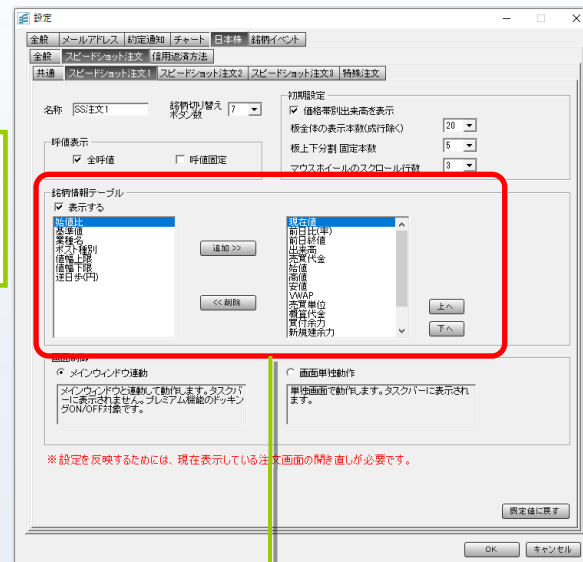 設定
全般 メールアドレス 約定通知 チャート 日本株 銘柄イベント
全般 スピードショット注文 信用返済方法
共通 スピードショット注文1 スピードショット注文2 スピードショット注文3 特殊注文
名称 SS注文1 銘柄切り替え
ボタン数 7
初期設定
価格帯別出来高を表示
板全体の表示本数(成行除く) 20
板上下分割 固定本数 5
マウスホイールのスクロール行数 3
呼値表示
全呼値 呼値固定
銘柄情報テーブル
表示する
始値比
基準値
業種名
ポスト種別
値幅上限
値幅下限
逆日歩(円)
追加 >>
<< 削除
現在値
前日比(率)
前日終値
出来高
売買代金
始値
高値
安値
VWAP
売買単位
概算代金
買付余力
新規建余力
上へ
下へ
画面制御
メインウィンドウ連動
メインウィンドウと連動して動作します。タスクバ
ーに表示されません。プレミアム機能のドッキン
グON/OFF対象です。
画面単独動作
単独画面で動作します。タスクバーに表示され
ます。
※設定を反映するためには、現在表示している注文画面の開き直しが必要です。
既定値に戻す
OK キャンセル